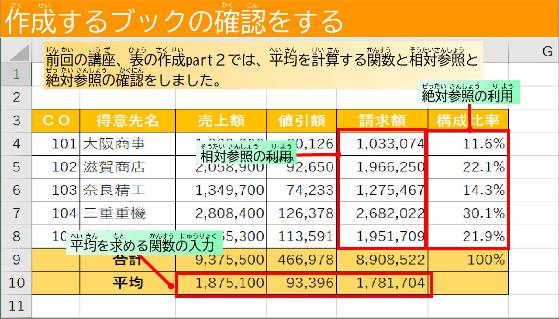 作成するブックの確認をする
前回の講座、表の作成part２では、平均を計算する関数と相対参照と
絶対参照の確認をしました。
絶対参照の利用
G
1
2
3 ＣＯ 得意先名 売上額 値引額 請求額 構成比率
4 101 大阪商事 1,033,074 11.6%
相対参照の利用
5 102 滋賀商店 2,058,900 92,650 1,966,250 22.1%
6 103 奈良精工 1,349,700 74,233 1,275,467 14.3%
7 104 三重重機 2,808,400 126,378 2,682,022 30.1%
8 113,591 1,951,709 21.9%
平均を求める関数の入力
9 合計 9,375,500 466,978 8,908,522 100%
10 平均 1,875,100 93,396 1,781,704
11